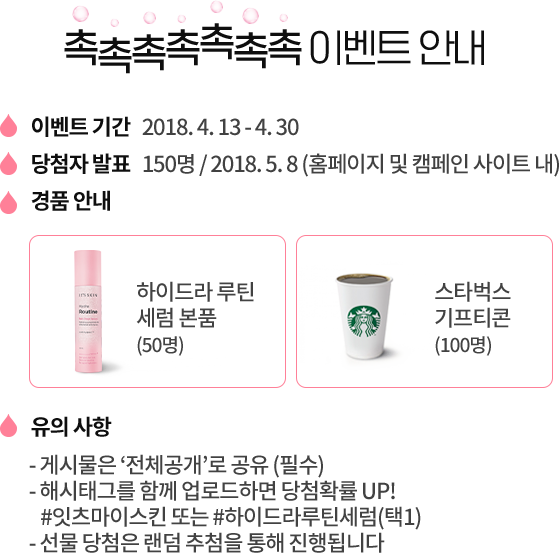 촉촉촉촉촉촉촉 이벤트 안내
이벤트 기간 2018. 4. 13 - 4. 30
당첨자 발표 150명 / 2018. 5. 8 (홈페이지 및 캠페인 사이트 내)
경품 안내
IT'S SKIN
Routine
하이드라 루틴
세럼 본품
(50명)
스타벅스
기프티콘
(100명)
유의 사항
- 게시물은 ‘전체공개’로 공유 (필수)
- 해시태그를 함께 업로드하면 당첨확률 UP!
#잇츠마이스킨 또는 #하이드라루틴세럼(택1)
- 선물 당첨은 랜덤 추첨을 통해 진행됩니다